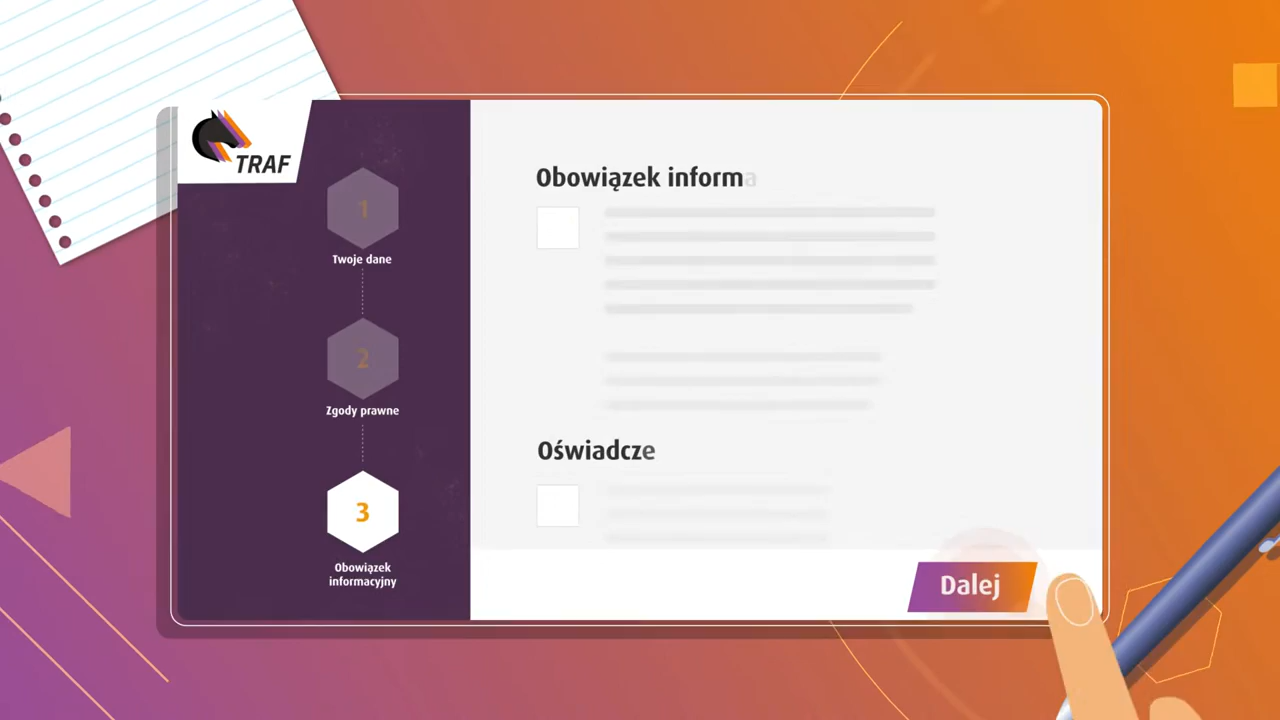 TRAF
1
Twoje dane
2
Zgody prawne
3
Obowiązek
informacyjny
Obowiązek informa
Oświadcze
Dalej